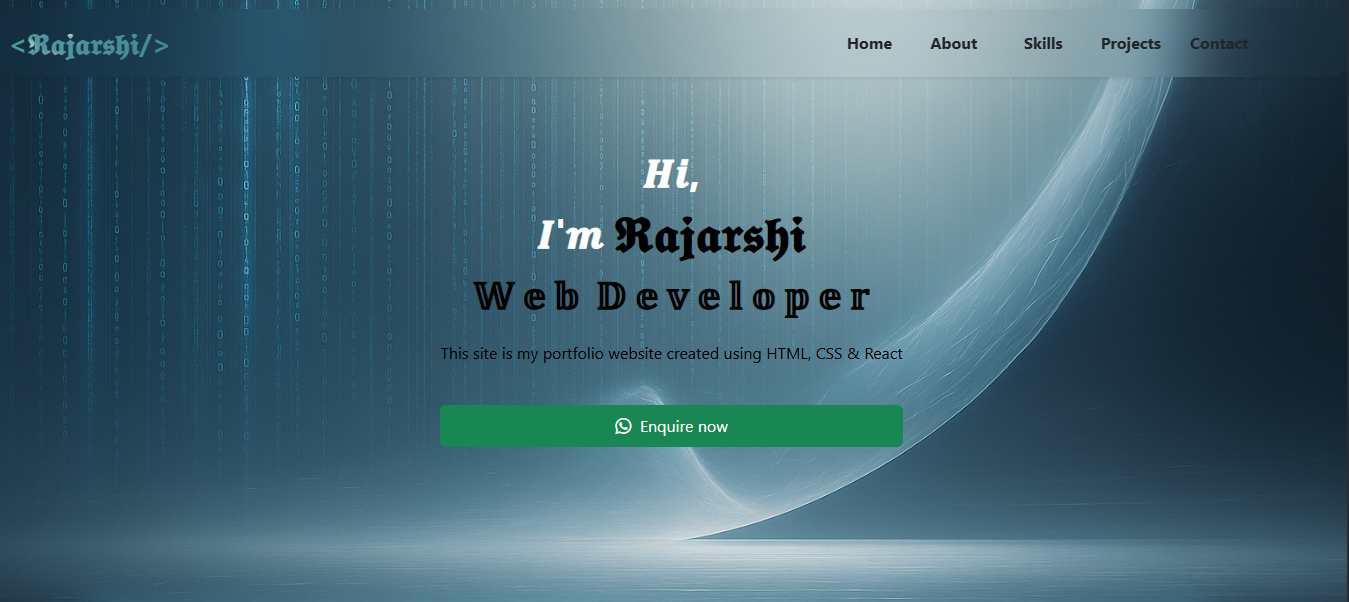 <Rajarshi/>
Home About Skills Projects Contact
Hi,
I'm Rajarshi
Web Developer
This site is my portfolio website created using HTML, CSS & React
Enquire now